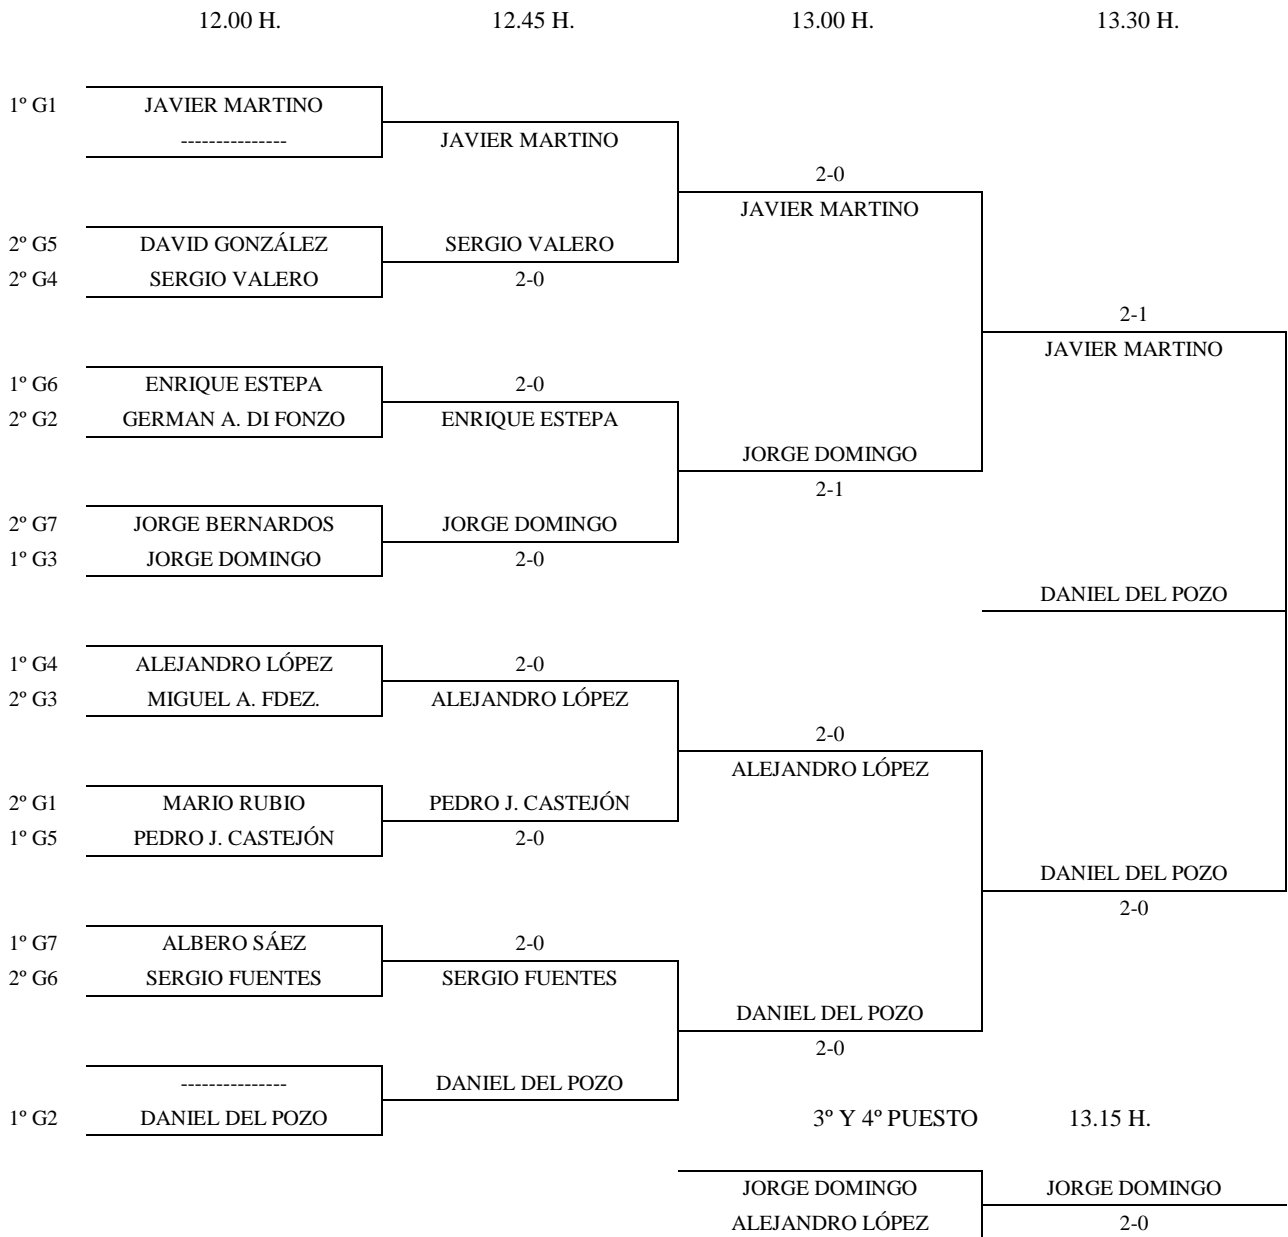 12.00 H. 12.45 H. 13.00 H. 13.30 H.
1º G1 JAVIER MARTINO
--------------- JAVIER MARTINO
2-0
JAVIER MARTINO
2º G5 DAVID GONZÁLEZ SERGIO VALERO
2º G4 SERGIO VALERO 2-0
2-1
JAVIER MARTINO
1º G6 ENRIQUE ESTEPA 2-0
2º G2 GERMAN A. DI FONZO ENRIQUE ESTEPA
JORGE DOMINGO
2-1
2º G7 JORGE BERNARDOS JORGE DOMINGO
1º G3 JORGE DOMINGO 2-0
DANIEL DEL POZO
1º G4 ALEJANDRO LÓPEZ 2-0
2º G3 MIGUEL A. FDEZ. ALEJANDRO LÓPEZ
2-0
ALEJANDRO LÓPEZ
2º G1 MARIO RUBIO PEDRO J. CASTEJÓN
1º G5 PEDRO J. CASTEJÓN 2-0
DANIEL DEL POZO
2-0
1º G7 ALBERO SÁEZ 2-0
2º G6 SERGIO FUENTES SERGIO FUENTES
DANIEL DEL POZO
2-0
--------------- DANIEL DEL POZO
1º G2 DANIEL DEL POZO 3º Y 4º PUESTO 13.15 H.
JORGE DOMINGO JORGE DOMINGO
ALEJANDRO LÓPEZ 2-0